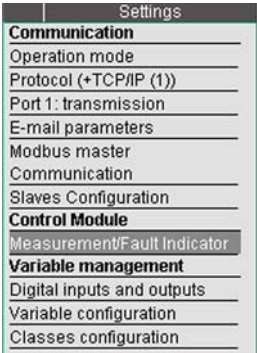 Settings
Communication
Operation mode
Protocol (+TCP/IP (1))
Port 1: transmission
E-mail parameters
Modbus master
Communication
Slaves Configuration
Control Module
Measurement/Fault Indicator
Variable management
Digital inputs and outputs
Variable configuration
Classes configuration